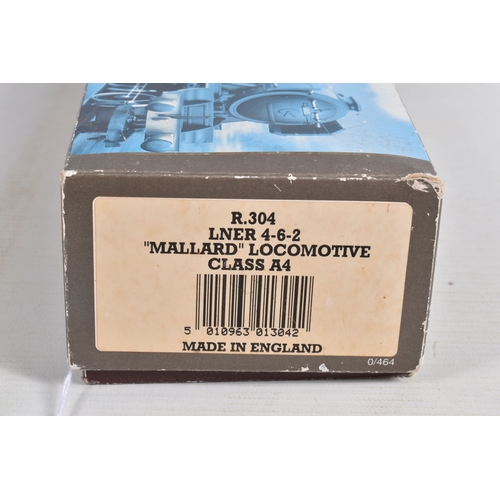 R.304
LNER 4-6-2
"MALLARD" LOCOMOTIVE
CLASS A4
5 010963 013042
MADE IN ENGLAND
0/464